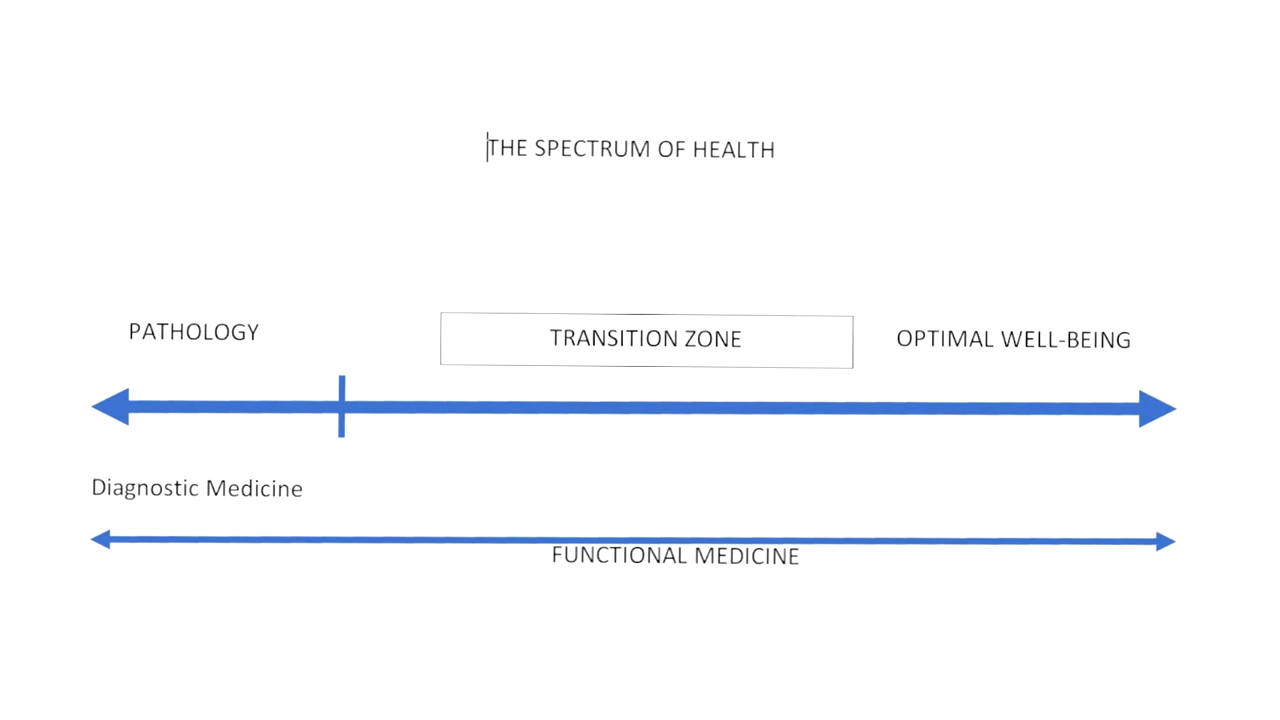 THE SPECTRUM OF HEALTH
PATHOLOGY
TRANSITION ZONE
OPTIMAL WELL-BEING
Diagnostic Medicine
FUNCTIONAL MEDICINE